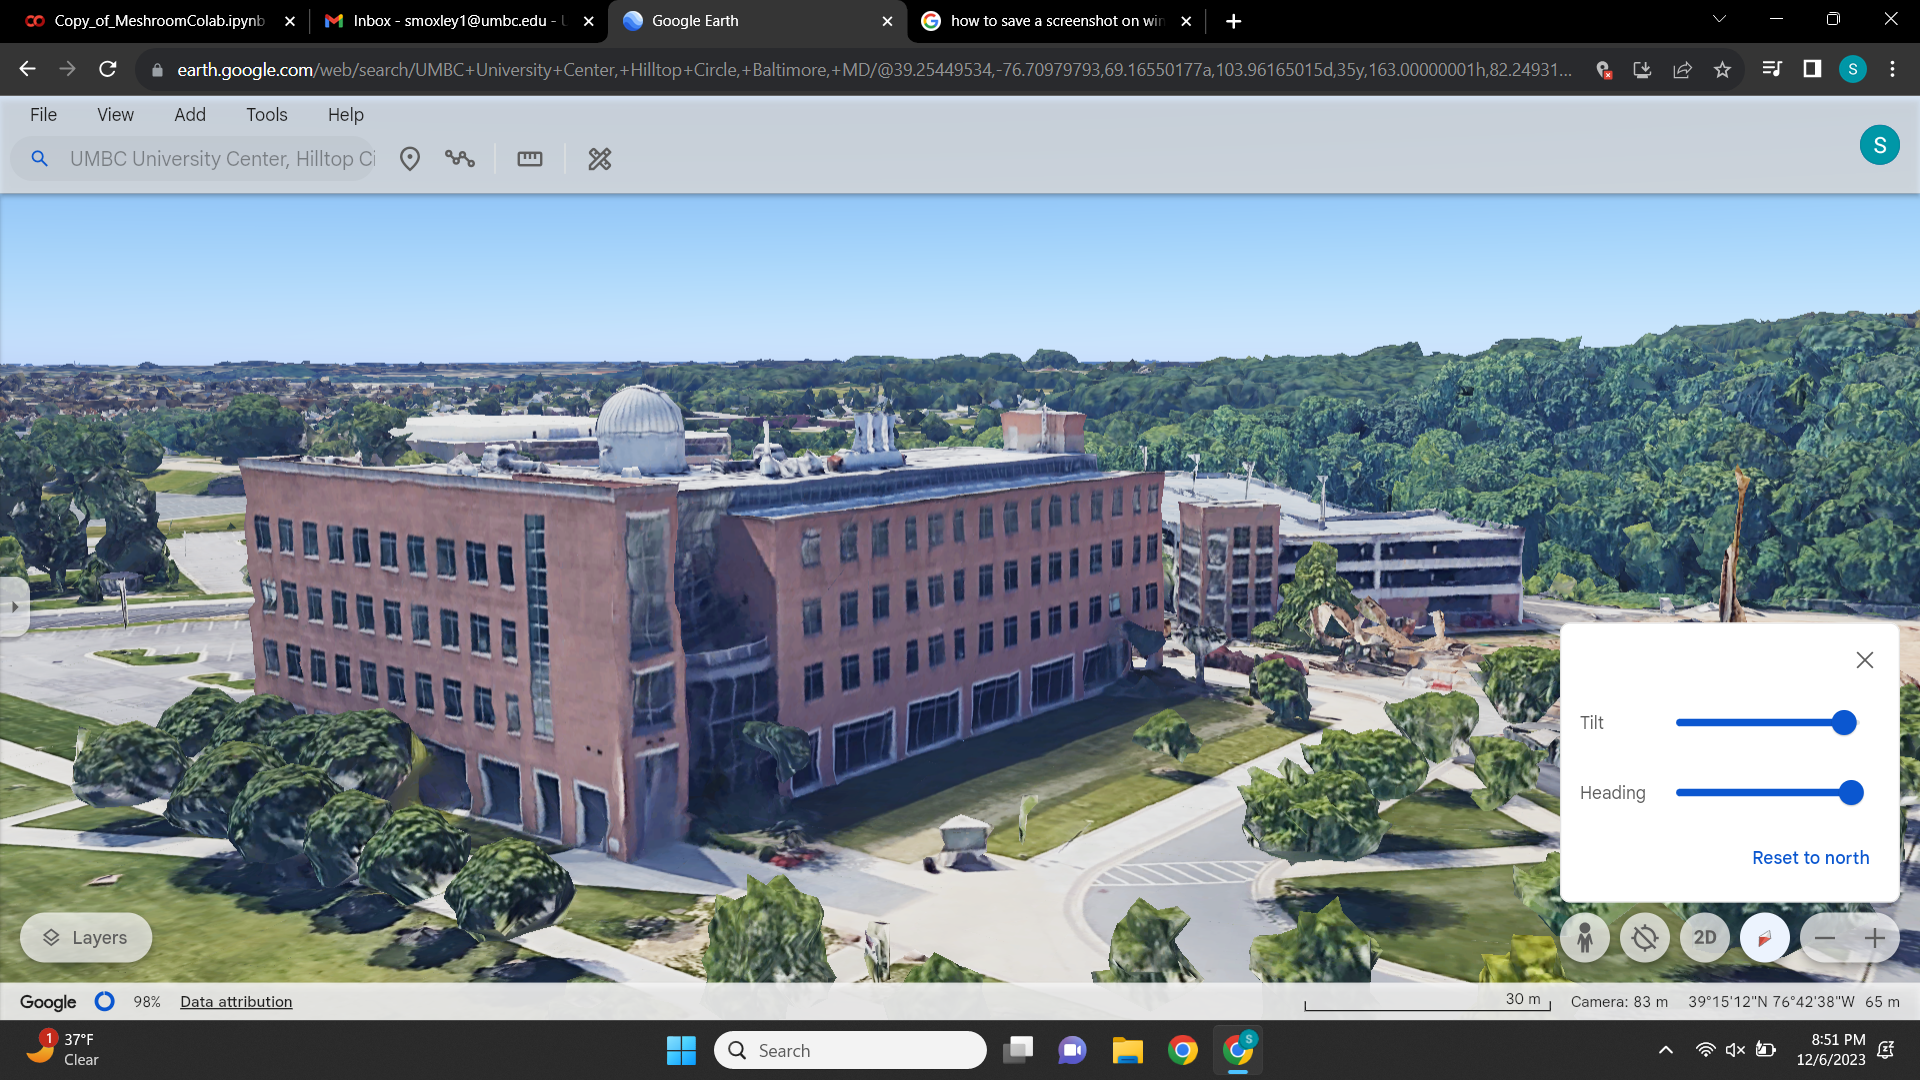 Copy_of_MeshroomColab.ipynb
Inbox - smoxley1@umbc.edu -
Google Earth
how to save a screenshot on win
earth.google.com/web/search/UMBC+University+Center,+Hilltop+Circle,+Baltimore,+MD/@39.25449534,-76.70979793,69.16550177a,103.96165015d,35y,163.00000001h,82.24931...
S
File View Add Tools Help
UMBC University Center, Hilltop Ci
S
Tilt
Heading
Reset to north
Layers
2D
Google 98% Data attribution 30 m Camera: 83 m 39°15'12"N 76°42'38"W 65 m
1
37°F
Clear
Search
S
8:51 PM
12/6/2023